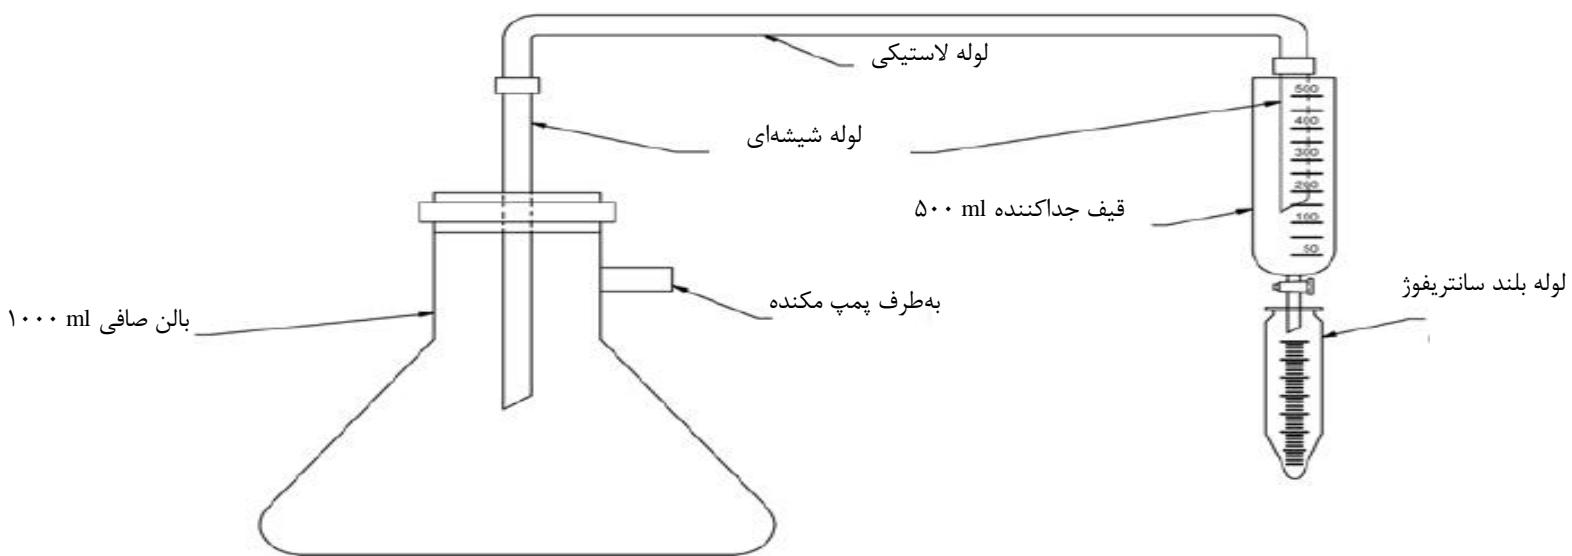 لوله لاستیکی
لوله شیشه‌ای
قیف جداکننده ۵۰۰ ml
به‌طرف پمپ مکنده
بالن صافی ۱۰۰۰ ml
لوله بلند سانتریفوژ
500
400
300
200
100
50